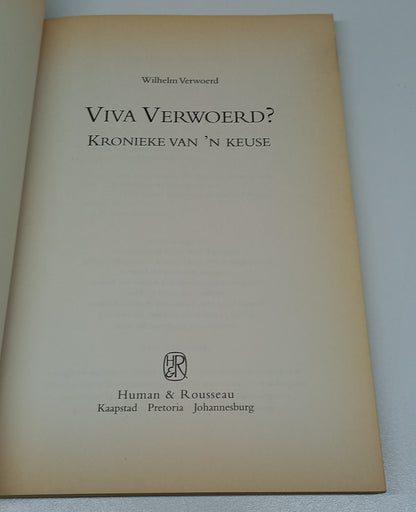 Wilhelm Verwoerd
VIVA VERWOERD?
KRONIEKE VAN 'N KEUSE
H&R
Human & Rousseau
Kaapstad Pretoria Johannesburg